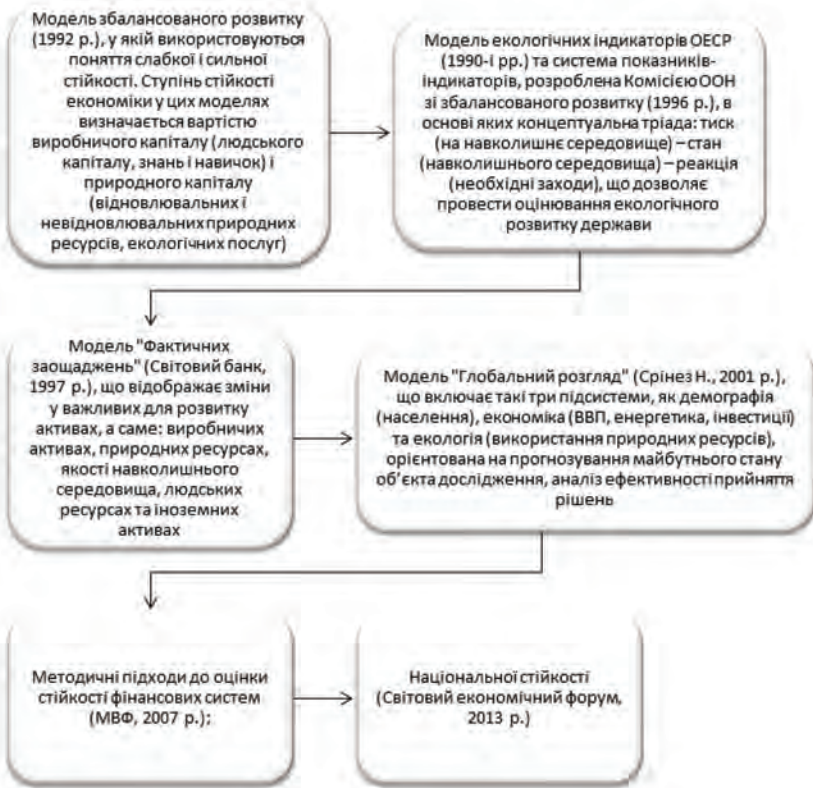 Модель збалансованого розвитку
(1992 р.), у якій використовуються
поняття слабкої і сильної
стійкості. Ступінь стійкості
економіки у цих моделях
визначається вартістю
виробничого капіталу (людського
капіталу, знань і навичок) і
природного капіталу
(відновлювальних і
невідновлювальних природних
ресурсів, екологічних послуг)
Модель екологічних індикаторів ОЕСР
(1990-і рр.) та система показників-
індикаторів, розроблена Комісією ООН
зі збалансованого розвитку (1996 р.), в
основі яких концептуальна тріада: тиск
(на навколишнє середовище) – стан
(навколишнього середовища) – реакція
(необхідні заходи), що дозволяє
провести оцінювання екологічного
розвитку держави
Модель "Фактичних
заощаджень" (Світовий банк,
1997 р.), що відображає зміни
у важливих для розвитку
активах, а саме: виробничих
активах, природних ресурсах,
якості навколишнього
середовища, людських
ресурсах та іноземних
активах
Модель "Глобальний розгляд" (Срінез Н., 2001 р.),
що включає такі три підсистеми, як демографія
(населення), економіка (ВВП, енергетика, інвестиції)
та екологія (використання природних ресурсів),
орієнтована на прогнозування майбутнього стану
об’єкта дослідження, аналіз ефективності прийняття
рішень
Методичні підходи до оцінки
стійкості фінансових систем
(МВФ, 2007 р.);
Національної стійкості
(Світовий економічний форум,
2013 р.)